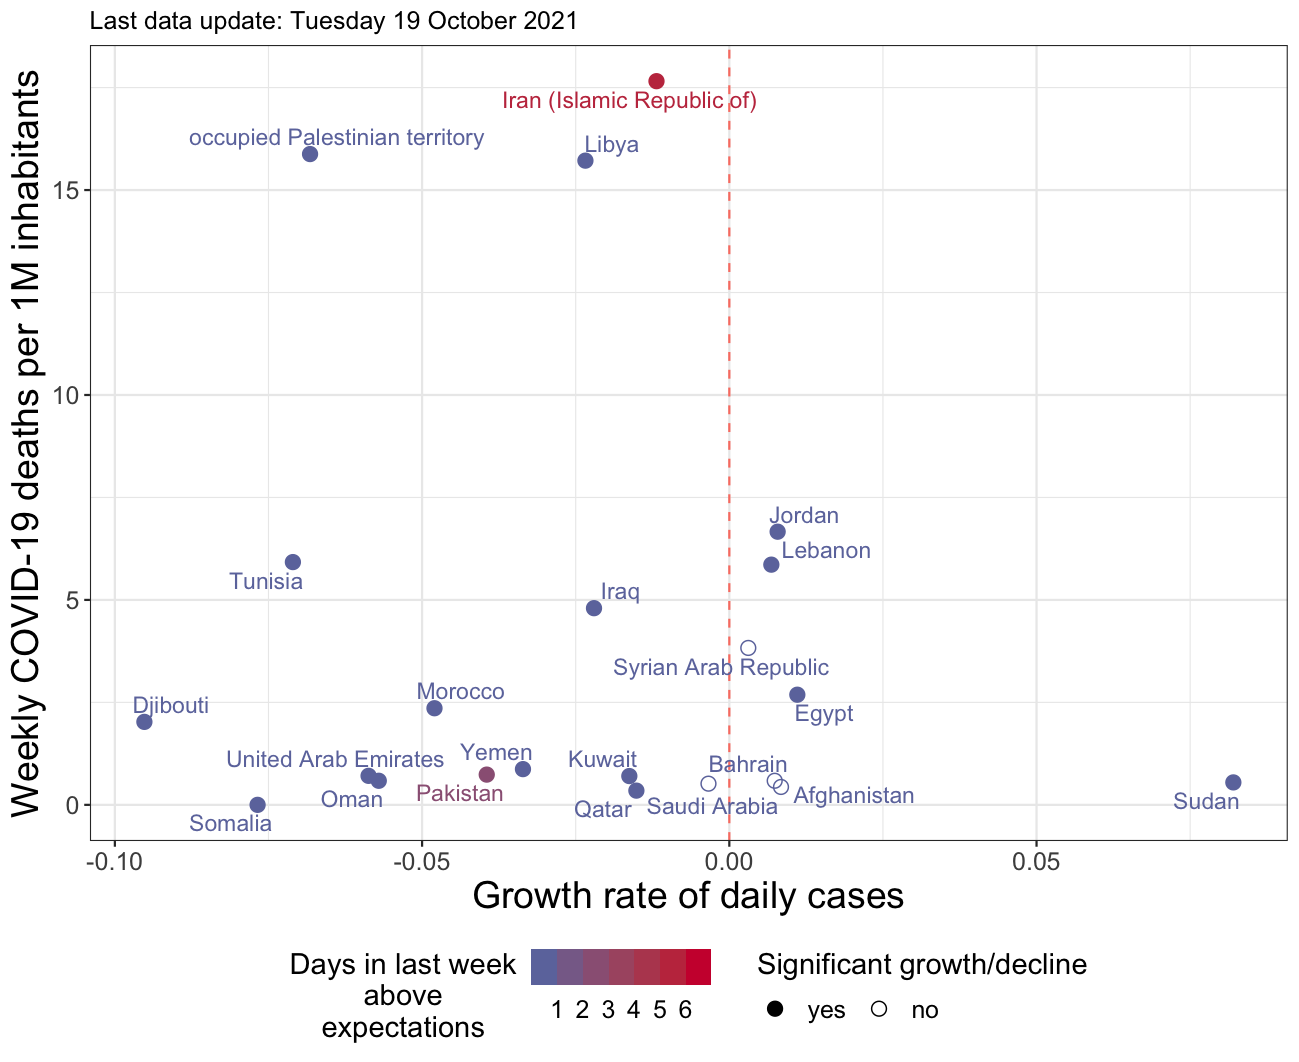 Last data update: Tuesday 19 October 2021
Weekly COVID-19 deaths per 1M inhabitants
15
10
5
0
Iran (Islamic Republic of)
occupied Palestinian territory
Libya
Jordan
Lebanon
Tunisia
Iraq
Syrian Arab Republic
Morocco
Djibouti
Egypt
Yemen
United Arab Emirates
Kuwait
Bahrain
Pakistan
Oman
Afghanistan
Sudan
Qatar
Saudi Arabia
Somalia
-0.10
-0.05
0.00
0.05
Growth rate of daily cases
Days in last week
above
expectations
1 2 3 4 5 6
Significant growth/decline
yes
no